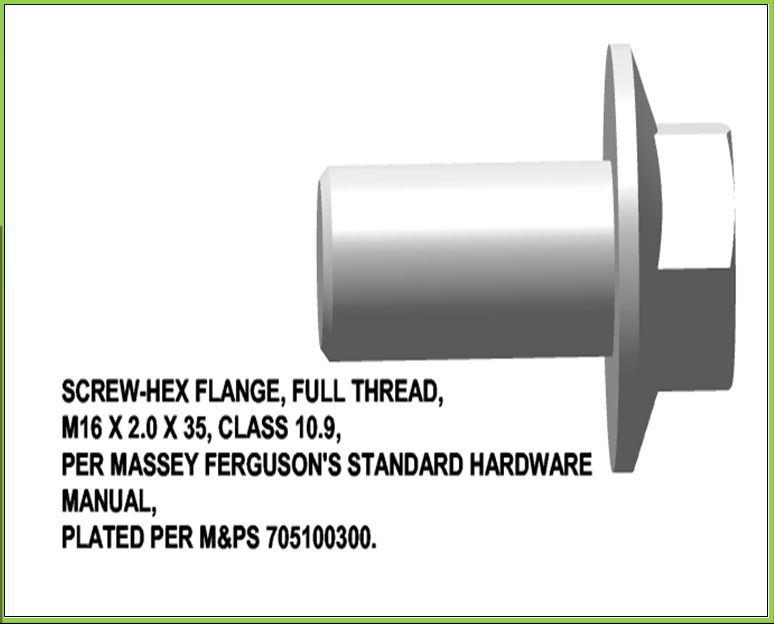 SCREW-HEX FLANGE, FULL THREAD,
M16 X 2.0 X 35, CLASS 10.9,
PER MASSEY FERGUSON'S STANDARD HARDWARE
MANUAL,
PLATED PER M&PS 705100300.